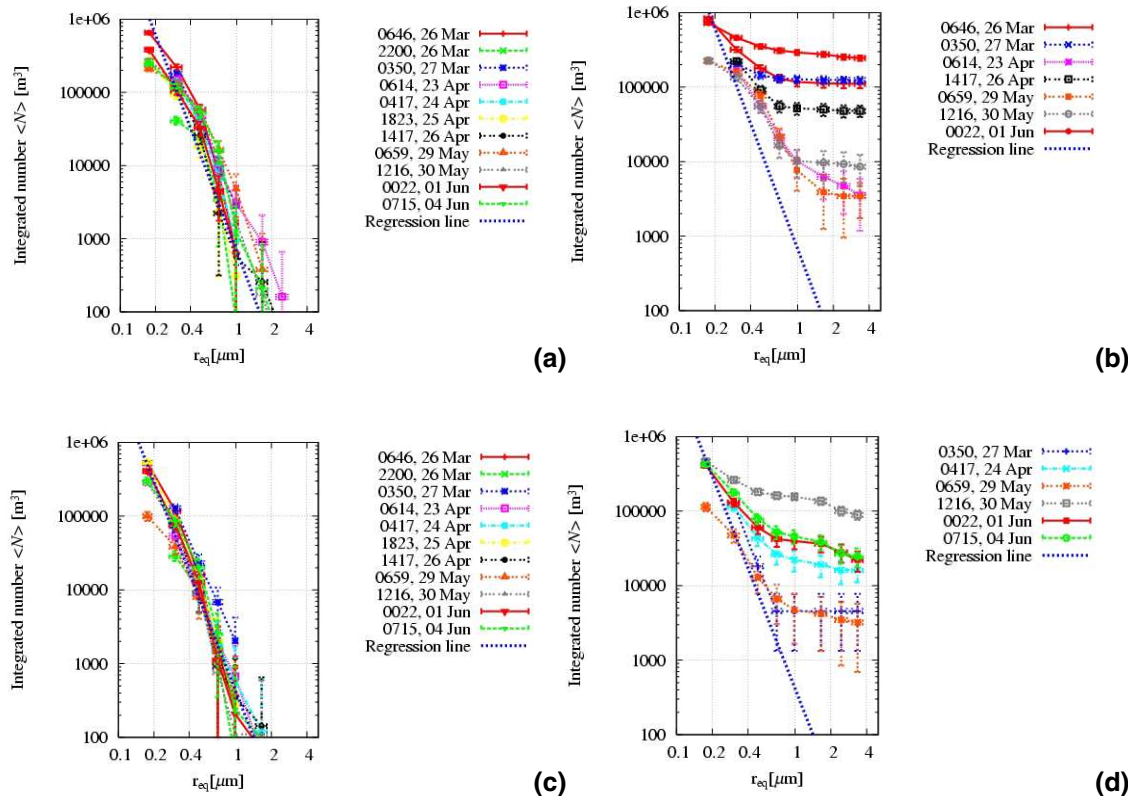 1e+06
100000
10000
1000
100
0.1 0.2 0.4 1 2 4
Integrated number <N> [m³]
r_eq[μm]
0646, 26 Mar
2200, 26 Mar
0350, 27 Mar
0614, 23 Apr
0417, 24 Apr
1823, 25 Apr
1417, 26 Apr
0659, 29 May
1216, 30 May
0022, 01 Jun
0715, 04 Jun
Regression line
(a)
1e+06
100000
10000
1000
100
0.1 0.2 0.4 1 2 4
Integrated number <N> [m³]
r_eq[μm]
0646, 26 Mar
0350, 27 Mar
0614, 23 Apr
1417, 26 Apr
0659, 29 May
1216, 30 May
0022, 01 Jun
Regression line
(b)
1e+06
100000
10000
1000
100
0.1 0.2 0.4 1 2 4
Integrated number <N> [m³]
r_eq[μm]
0646, 26 Mar
2200, 26 Mar
0350, 27 Mar
0614, 23 Apr
0417, 24 Apr
1823, 25 Apr
1417, 26 Apr
0659, 29 May
1216, 30 May
0022, 01 Jun
0715, 04 Jun
Regression line
(c)
1e+06
100000
10000
1000
100
0.1 0.2 0.4 1 2 4
Integrated number <N> [m³]
r_eq[μm]
0350, 27 Mar
0417, 24 Apr
0659, 29 May
1216, 30 May
0022, 01 Jun
0715, 04 Jun
Regression line
(d)